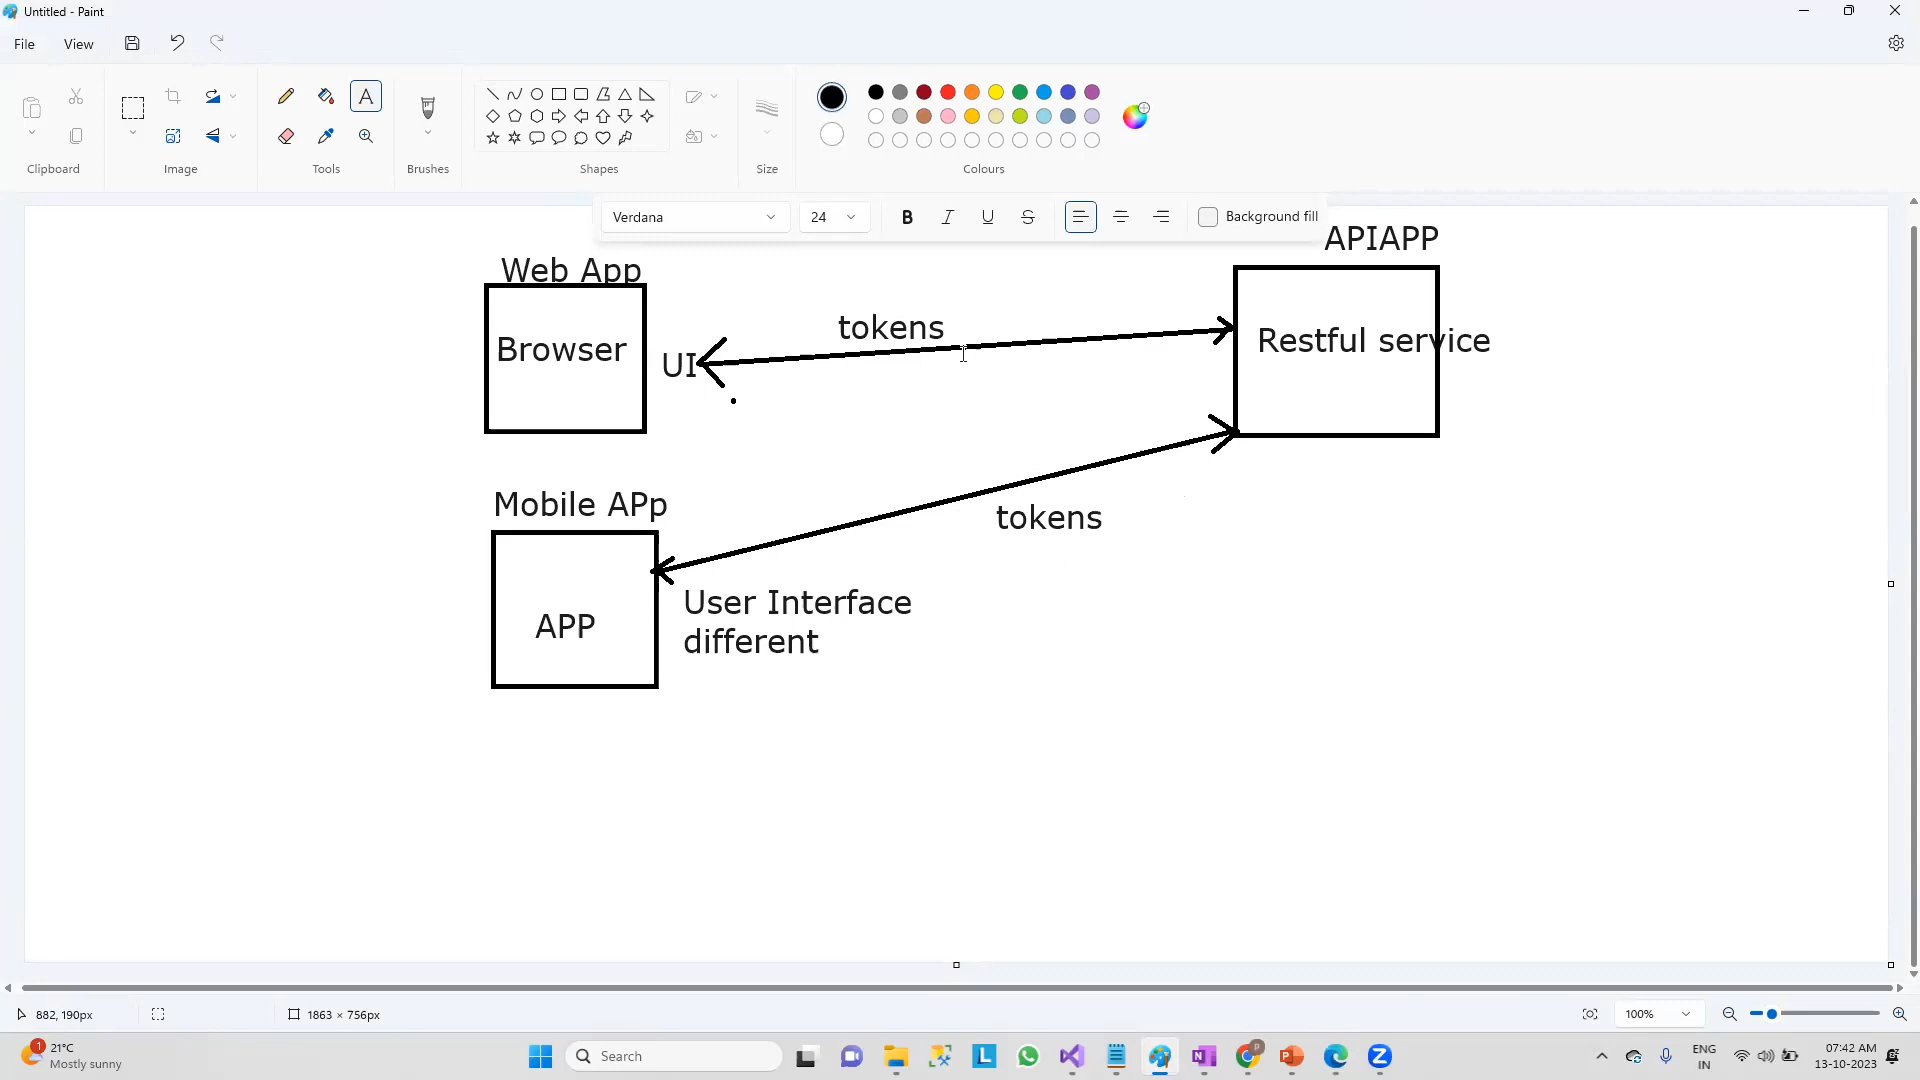 Untitled - Paint
File
View
Clipboard
Image
Tools
Brushes
Shapes
Size
Colours
Verdana
24
B
I
U
S
Background fill
APIAPP
Web App
tokens
Browser
UI
Restful service
Mobile APp
tokens
APP
User Interface
different
882, 190px
1863 × 756px
100%
1
21°C
Mostly sunny
Search
ENG
IN
07:42 AM
13-10-2023